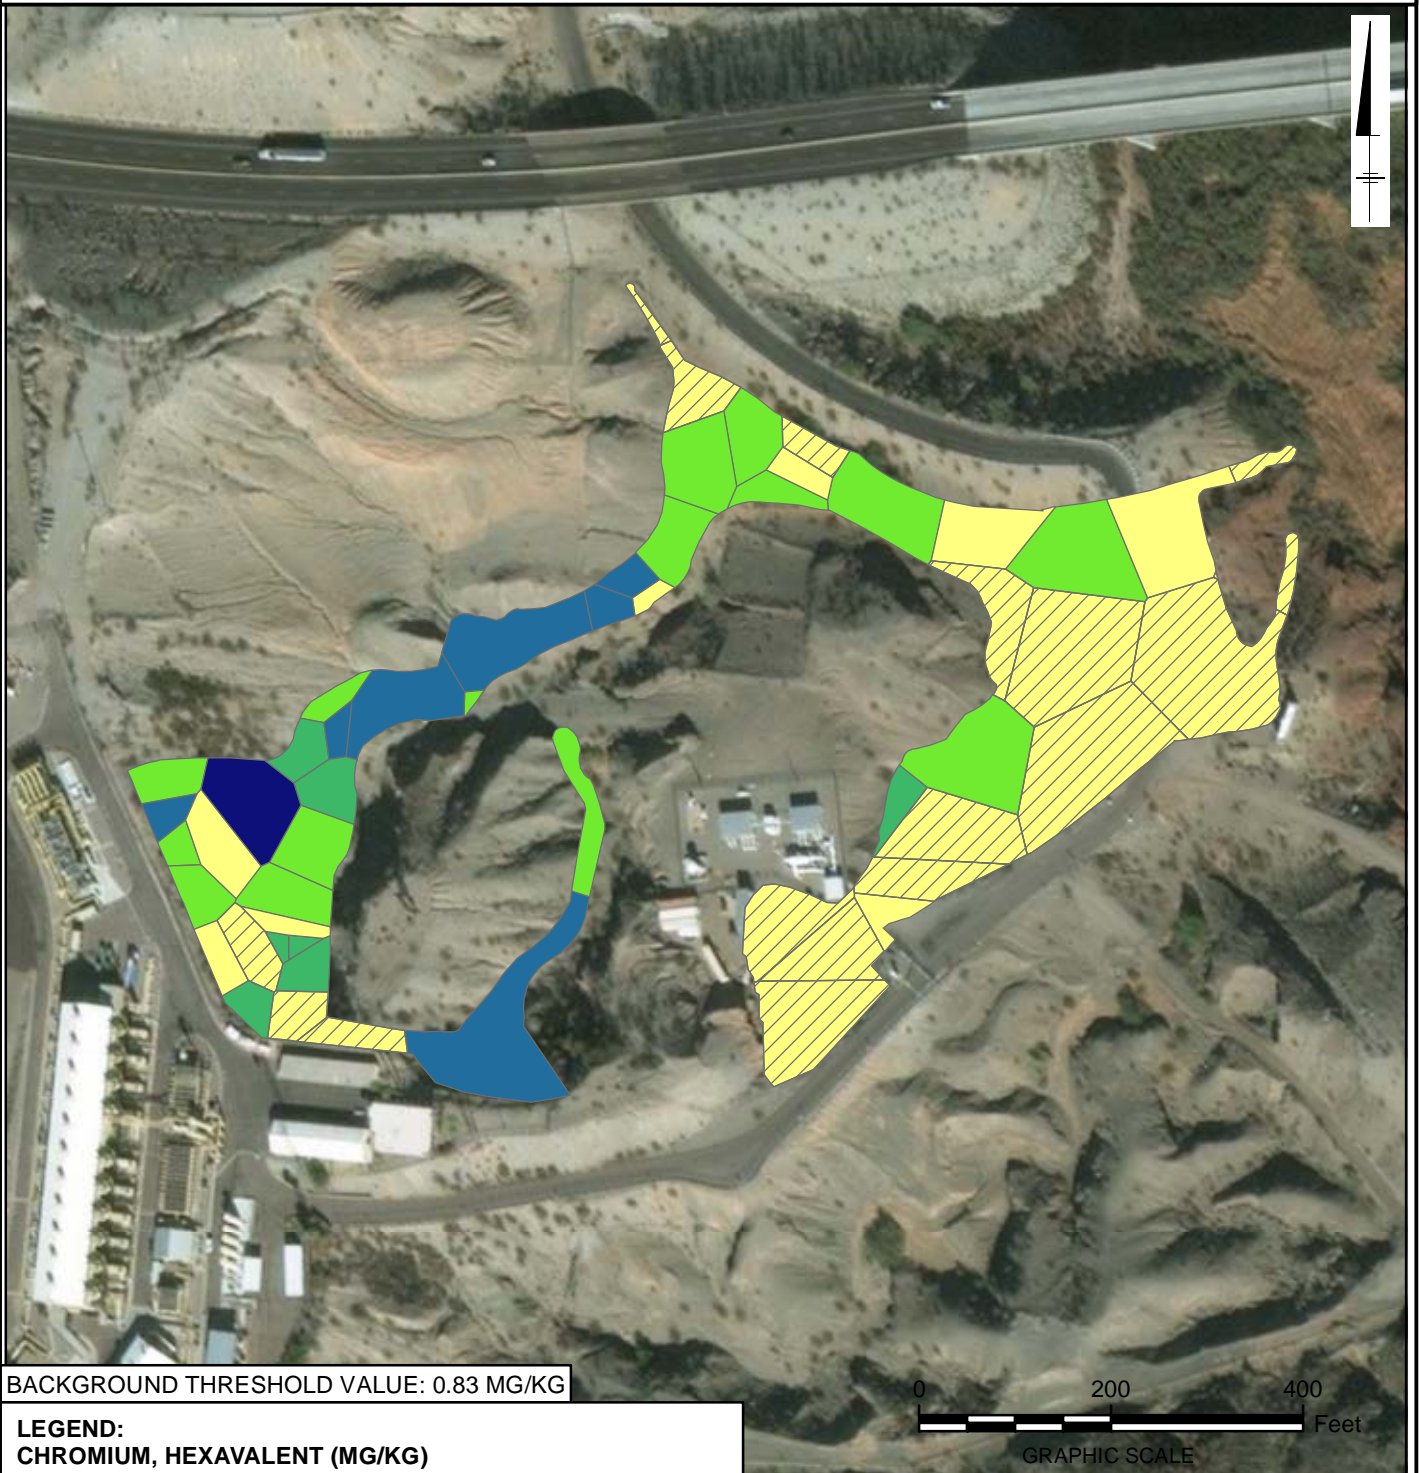 BACKGROUND THRESHOLD VALUE: 0.83 MG/KG
LEGEND:
CHROMIUM, HEXAVALENT (MG/KG)
0 200 400
Feet
GRAPHIC SCALE